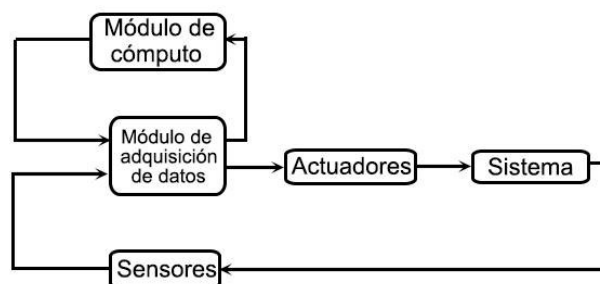 Módulo de
cómputo
Módulo de
adquisición
de datos
Actuadores
Sistema
Sensores